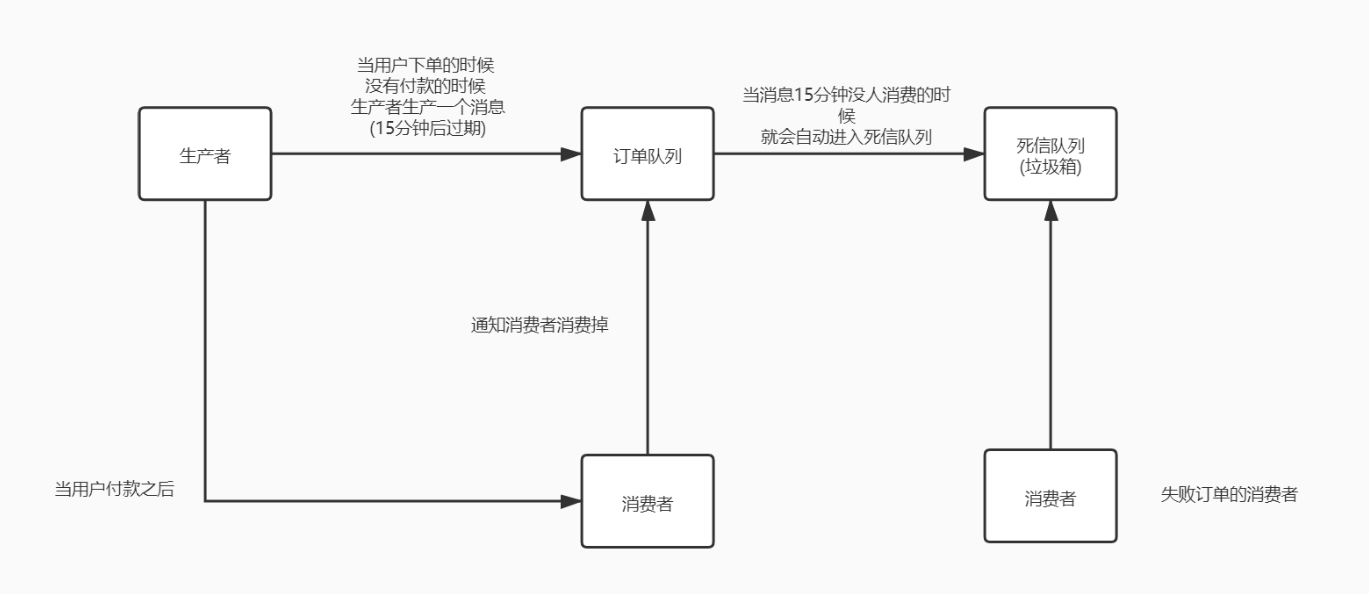 当用户下单的时候
没有付款的时候
生产者生产一个消息
(15分钟后过期)
当消息15分钟没人消费的时
候
就会自动进入死信队列
生产者
订单队列
死信队列
(垃圾箱)
通知消费者消费掉
当用户付款之后
消费者
消费者
失败订单的消费者